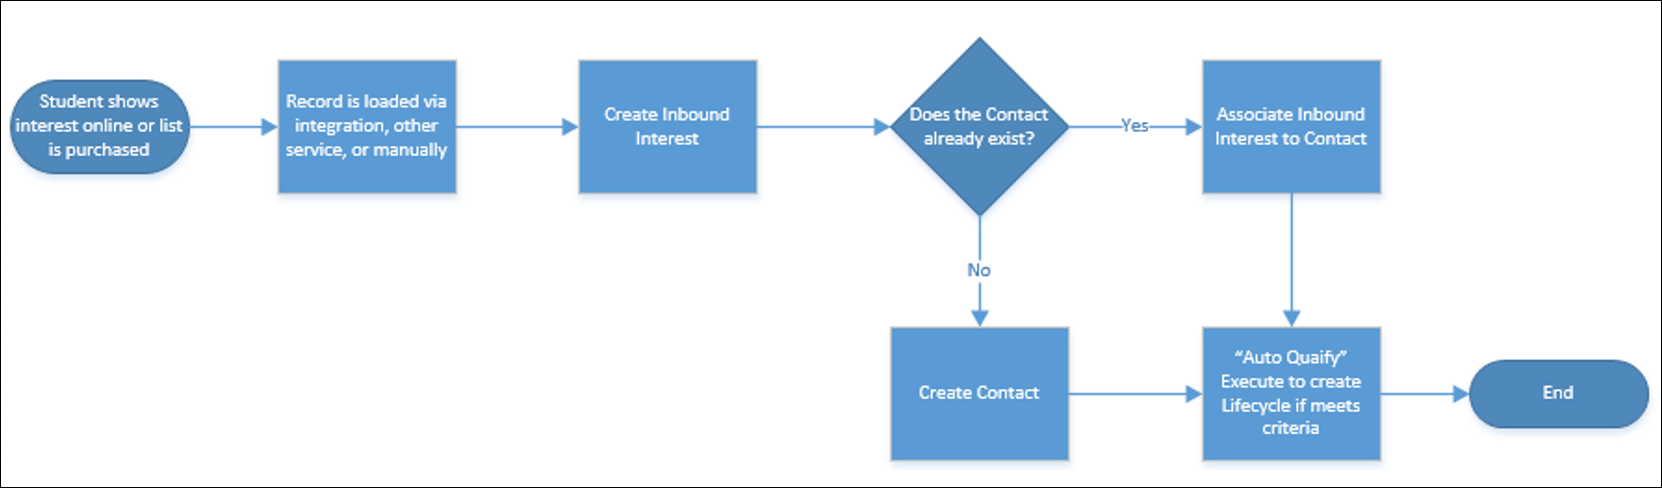 Student shows
interest online or list
is purchased
Record is loaded via
integration, other
service, or manually
Create Inbound
Interest
Does the Contact
already exist?
Yes
Associate Inbound
Interest to Contact
No
Create Contact
“Auto Quaify”
Execute to create
Lifecycle if meets
criteria
End